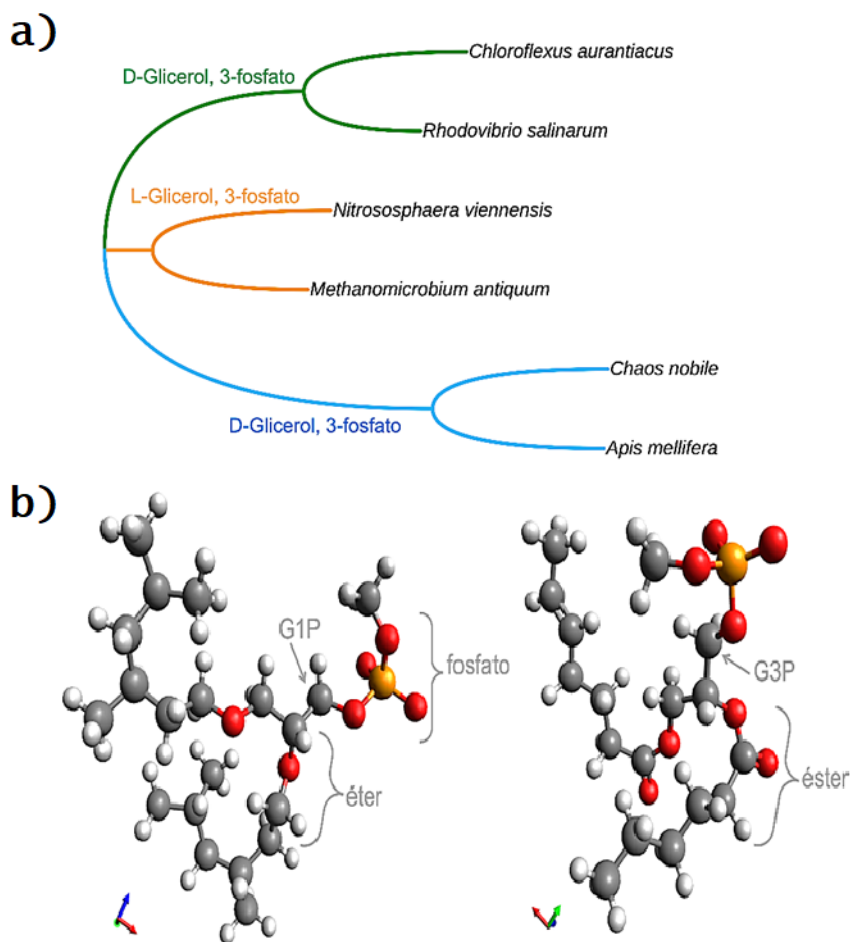 a)
Chloroflexus aurantiacus
D-Glicerol, 3-fosfato
Rhodovibrio salinarum
L-Glicerol, 3-fosfato
Nitrososphaera viennensis
Methanomicrobium antiquum
Chaos nobile
D-Glicerol, 3-fosfato
Apis mellifera
b)
G1P
fosfato
éter
G3P
éster